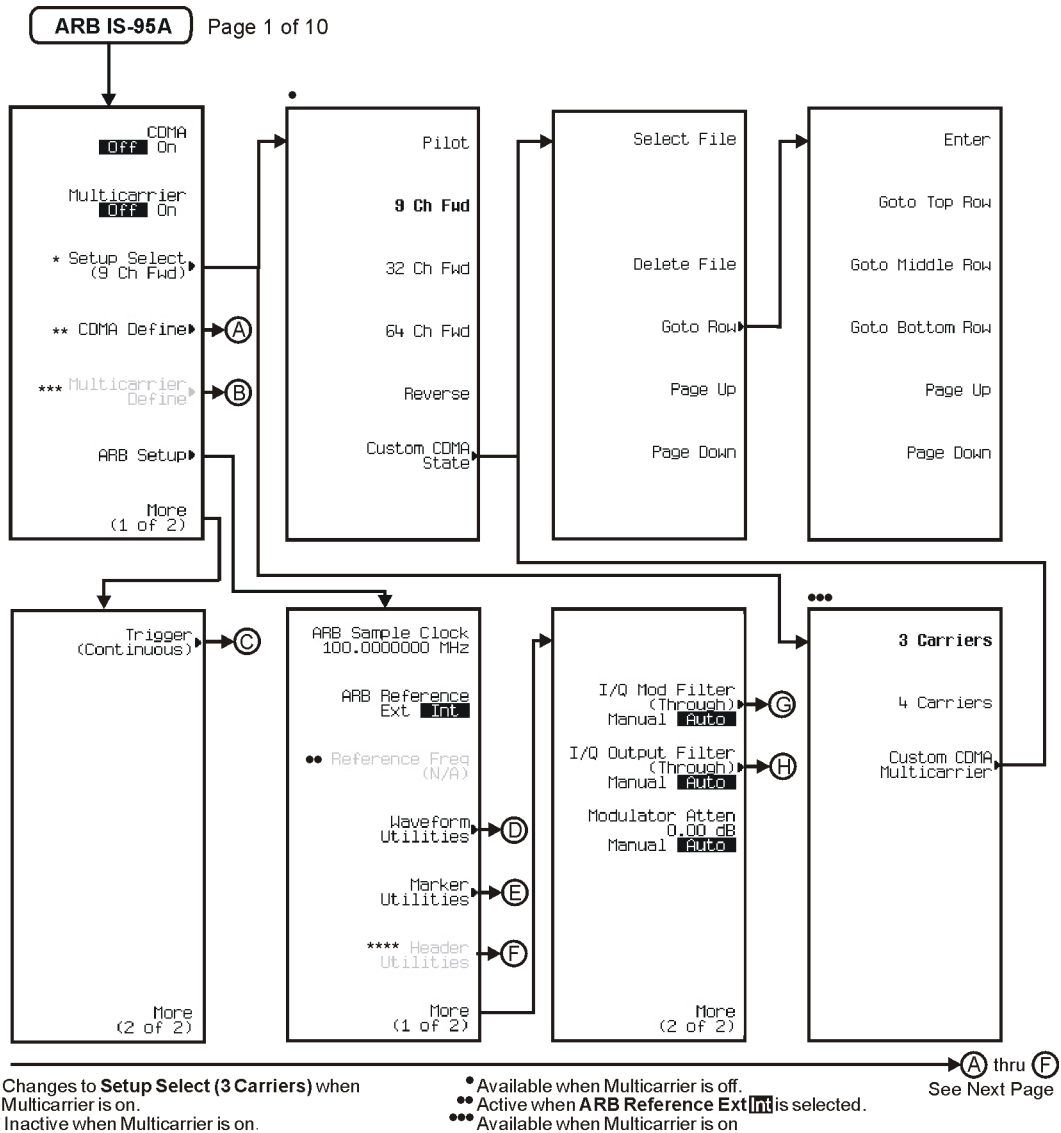 ARB IS-95A
Page 1 of 10
CDMA
Off On
Multicarrier
Off On
* Setup Select
(9 Ch Fwd)
** CDMA Define
A
*** Multicarrier
Define
B
ARB Setup
More
(1 of 2)
•
Pilot
9 Ch Fwd
32 Ch Fwd
64 Ch Fwd
Reverse
Custom CDMA
State
Select File
Delete File
Goto Row
Page Up
Page Down
Enter
Goto Top Row
Goto Middle Row
Goto Bottom Row
Page Up
Page Down
Trigger
(Continuous)
C
More
(2 of 2)
ARB Sample Clock
100.0000000 MHz
ARB Reference
Ext Int
•• Reference Freq
(N/A)
Waveform
Utilities
D
Marker
Utilities
E
**** Header
Utilities
F
More
(1 of 2)
I/Q Mod Filter
(Through)
Manual Auto
G
I/Q Output Filter
(Through)
Manual Auto
H
Modulator Atten
0.00 dB
Manual Auto
More
(2 of 2)
•••
3 Carriers
4 Carriers
Custom CDMA
Multicarrier
A thru F
See Next Page
Changes to Setup Select (3 Carriers) when
Multicarrier is on.
Inactive when Multicarrier is on.
• Available when Multicarrier is off.
•• Active when ARB Reference Ext Int is selected.
••• Available when Multicarrier is on